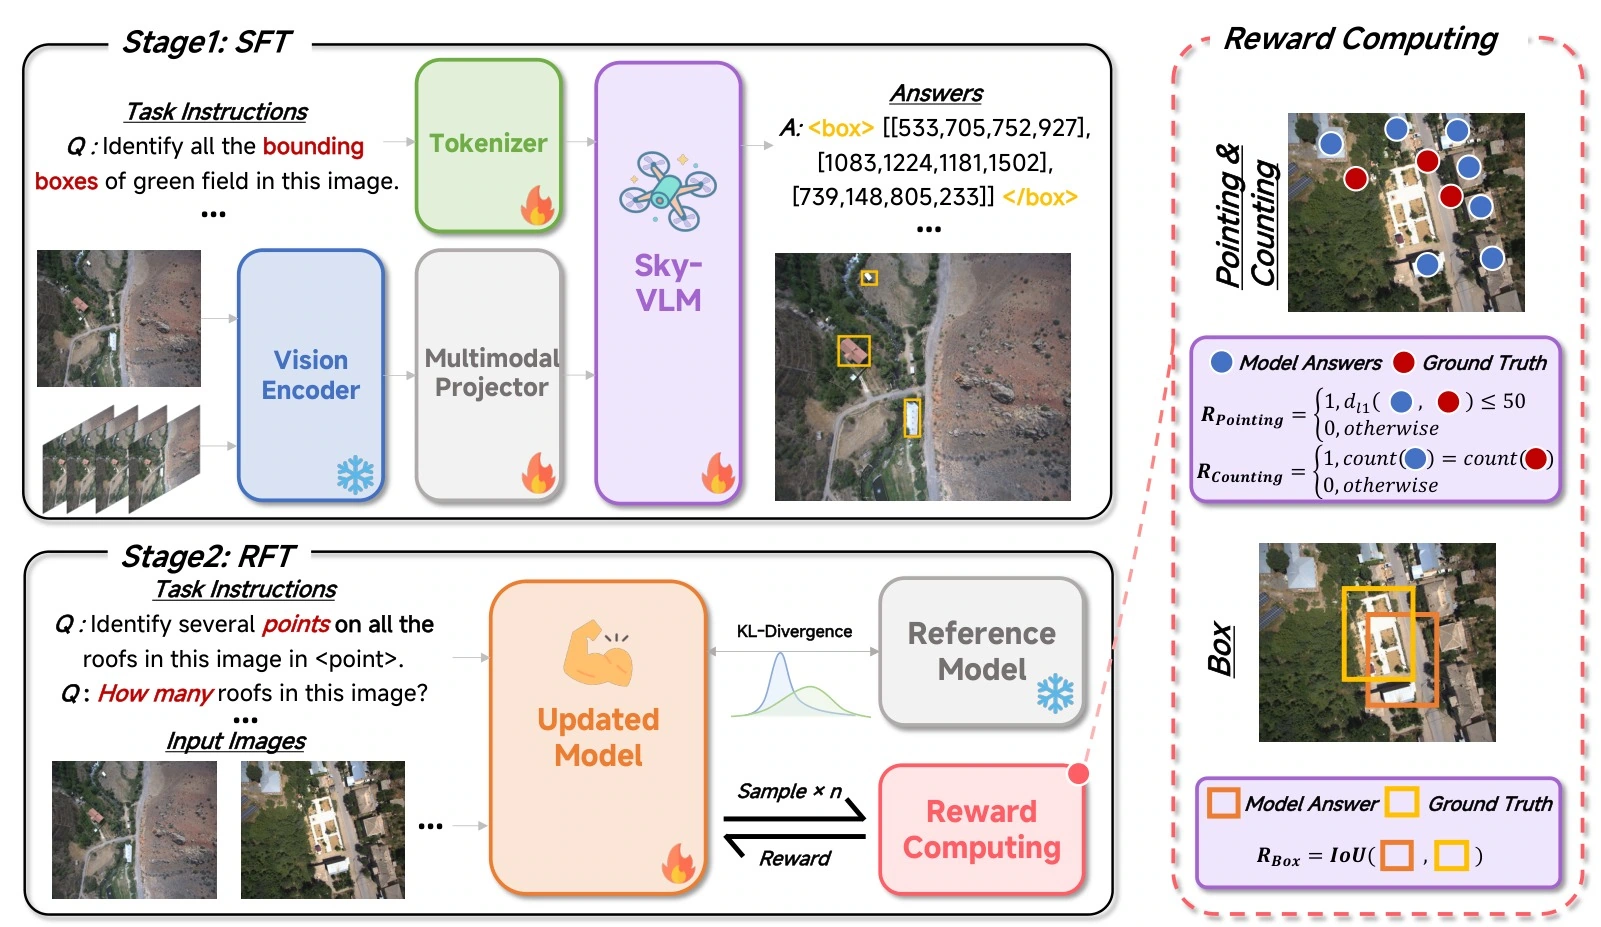 Stage1: SFT
Task Instructions
Q : Identify all the bounding
boxes of green field in this image.
...
Tokenizer
Vision
Encoder
Multimodal
Projector
Sky-
VLM
Answers
A: <box> [[533,705,752,927],
[1083,1224,1181,1502],
[739,148,805,233]] </box>
...
Stage2: RFT
Task Instructions
Q : Identify several points on all the
roofs in this image in <point>.
Q : How many roofs in this image?
...
Input Images
...
Updated
Model
KL-Divergence
Reference
Model
Sample × n
Reward
Reward
Computing
Reward Computing
Pointing &
Counting
Model Answers Ground Truth
R_Pointing = { 1, d_l1( , ) ≤ 50
0, otherwise
R_Counting = { 1, count( ) = count( )
0, otherwise
Box
Model Answer Ground Truth
R_Box = IoU( , )